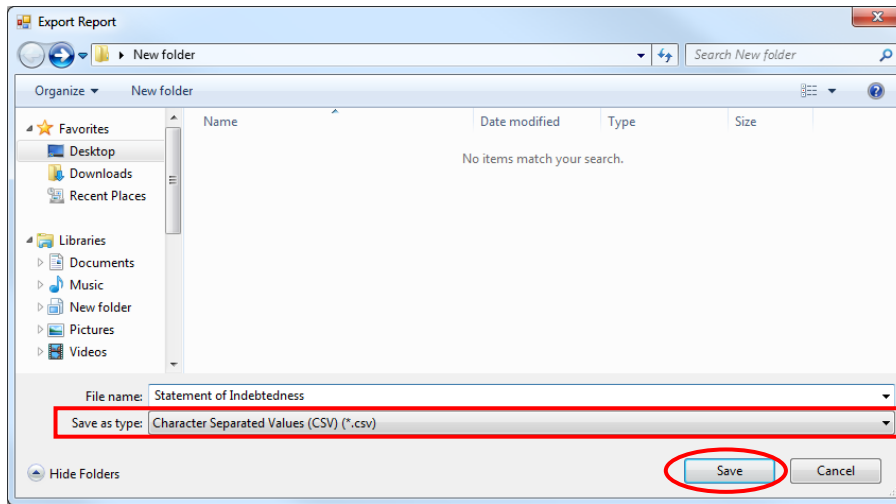 Export Report
New folder
Search New folder
Organize
New folder
Favorites
Desktop
Downloads
Recent Places
Libraries
Documents
Music
New folder
Pictures
Videos
Name
Date modified
Type
Size
No items match your search.
File name: Statement of Indebtedness
Save as type: Character Separated Values (CSV) (*.csv)
Hide Folders
Save
Cancel